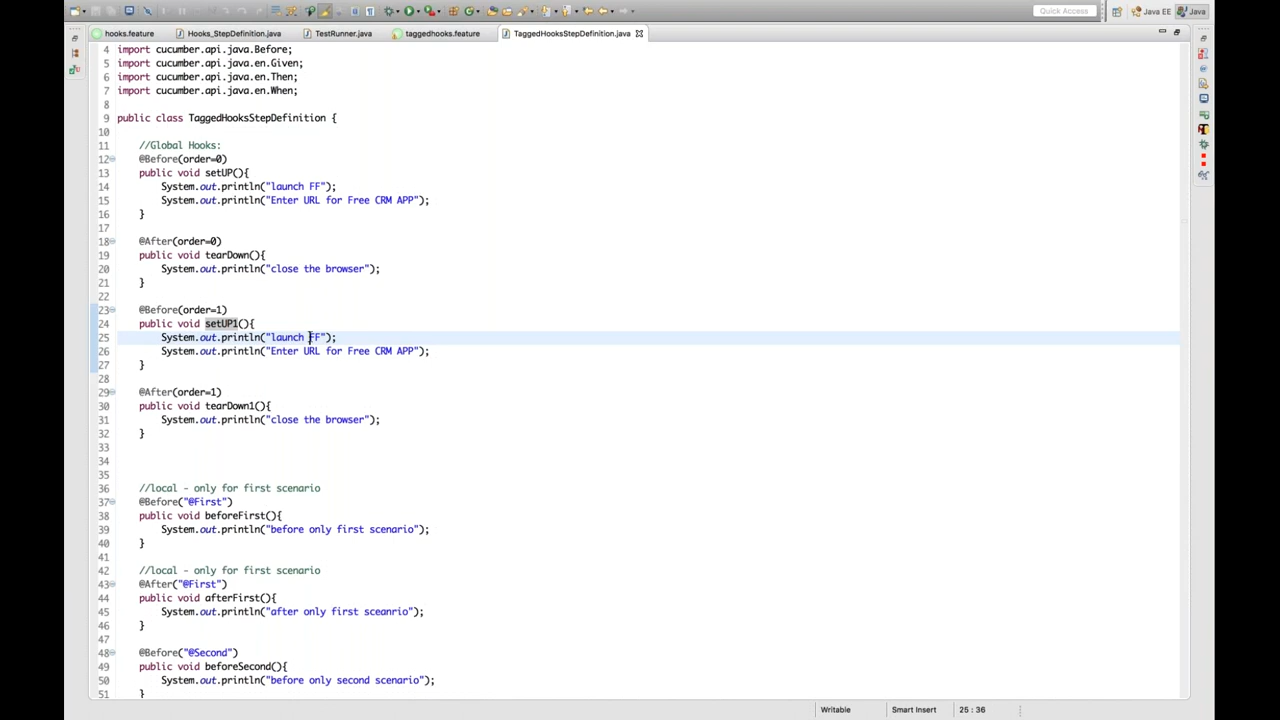 Quick Access
Java EE
Java
hooks.feature
Hooks_StepDefinition.java
TestRunner.java
taggedhooks.feature
TaggedHooksStepDefinition.java
4 import cucumber.api.java.Before;
5 import cucumber.api.java.en.Given;
6 import cucumber.api.java.en.Then;
7 import cucumber.api.java.en.When;
8
9 public class TaggedHooksStepDefinition {
10
11 //Global Hooks:
12 @Before(order=0)
13 public void setUP(){
14 System.out.println("launch FF");
15 System.out.println("Enter URL for Free CRM APP");
16 }
17
18 @After(order=0)
19 public void tearDown(){
20 System.out.println("close the browser");
21 }
22
23 @Before(order=1)
24 public void setUP1(){
25 System.out.println("launch FF");
26 System.out.println("Enter URL for Free CRM APP");
27 }
28
29 @After(order=1)
30 public void tearDown1(){
31 System.out.println("close the browser");
32 }
33
34
35
36 //local - only for first scenario
37 @Before("@First")
38 public void beforeFirst(){
39 System.out.println("before only first scenario");
40 }
41
42 //local - only for first scenario
43 @After("@First")
44 public void afterFirst(){
45 System.out.println("after only first sceanrio");
46 }
47
48 @Before("@Second")
49 public void beforeSecond(){
50 System.out.println("before only second scenario");
51 }
Writable
Smart Insert
25 : 36